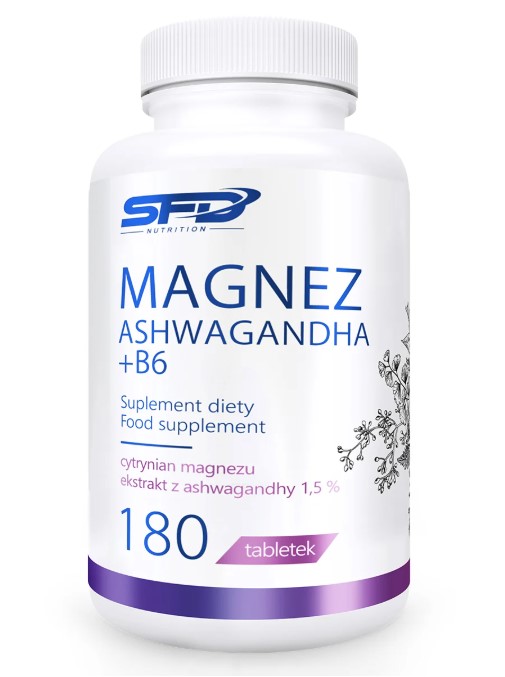 SFD
NUTRITION
MAGNEZ
ASHWAGANDHA
+B6
Suplement diety
Food supplement
cytrynian magnezu
ekstrakt z ashwagandhy 1,5 %
180 tabletek